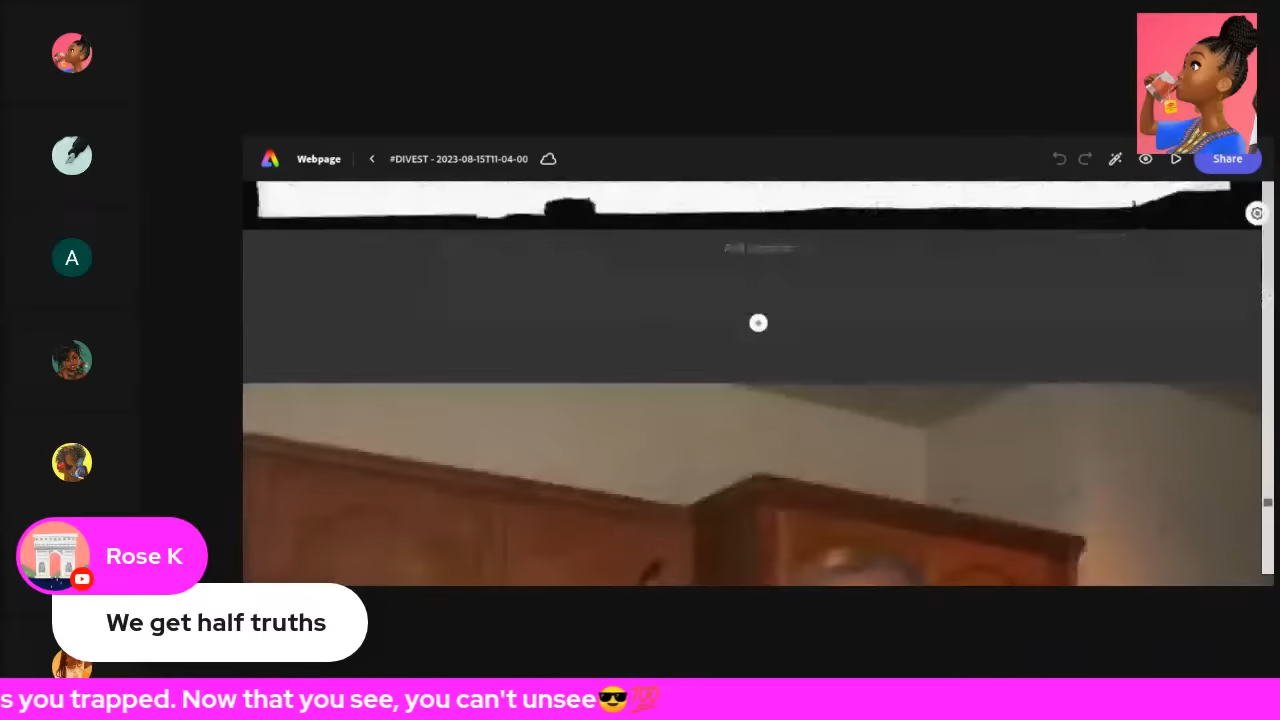 Webpage
#DIVEST - 2023-08-15T11-04-00
Share
A
Rose K
We get half truths
s you trapped. Now that you see, you can't unsee😎💯